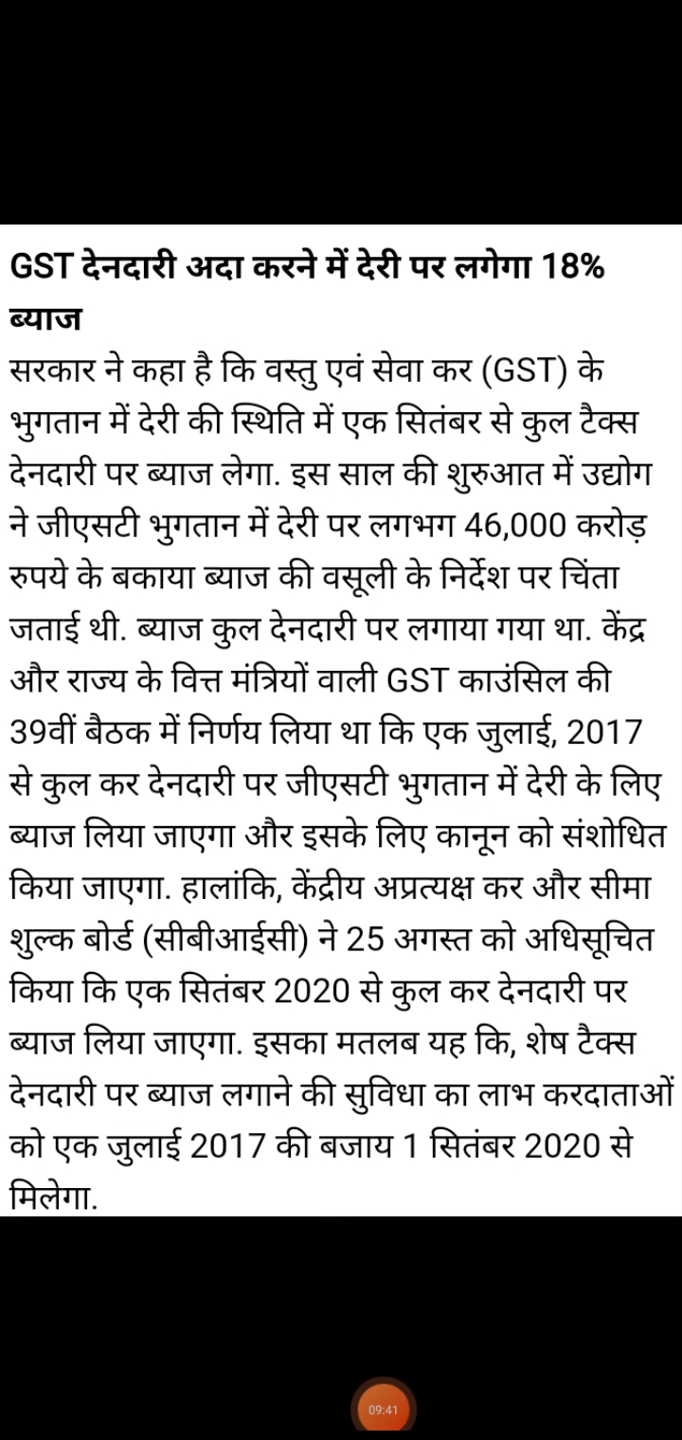 GST देनदारी अदा करने में देरी पर लगेगा 18%
ब्याज
सरकार ने कहा है कि वस्तु एवं सेवा कर (GST) के
भुगतान में देरी की स्थिति में एक सितंबर से कुल टैक्स
देनदारी पर ब्याज लेगा. इस साल की शुरुआत में उद्योग
ने जीएसटी भुगतान में देरी पर लगभग 46,000 करोड़
रुपये के बकाया ब्याज की वसूली के निर्देश पर चिंता
जताई थी. ब्याज कुल देनदारी पर लगाया गया था. केंद्र
और राज्य के वित्त मंत्रियों वाली GST काउंसिल की
39वीं बैठक में निर्णय लिया था कि एक जुलाई, 2017
से कुल कर देनदारी पर जीएसटी भुगतान में देरी के लिए
ब्याज लिया जाएगा और इसके लिए कानून को संशोधित
किया जाएगा. हालांकि, केंद्रीय अप्रत्यक्ष कर और सीमा
शुल्क बोर्ड (सीबीआईसी) ने 25 अगस्त को अधिसूचित
किया कि एक सितंबर 2020 से कुल कर देनदारी पर
ब्याज लिया जाएगा. इसका मतलब यह कि, शेष टैक्स
देनदारी पर ब्याज लगाने की सुविधा का लाभ करदाताओं
को एक जुलाई 2017 की बजाय 1 सितंबर 2020 से
मिलेगा.
09:41